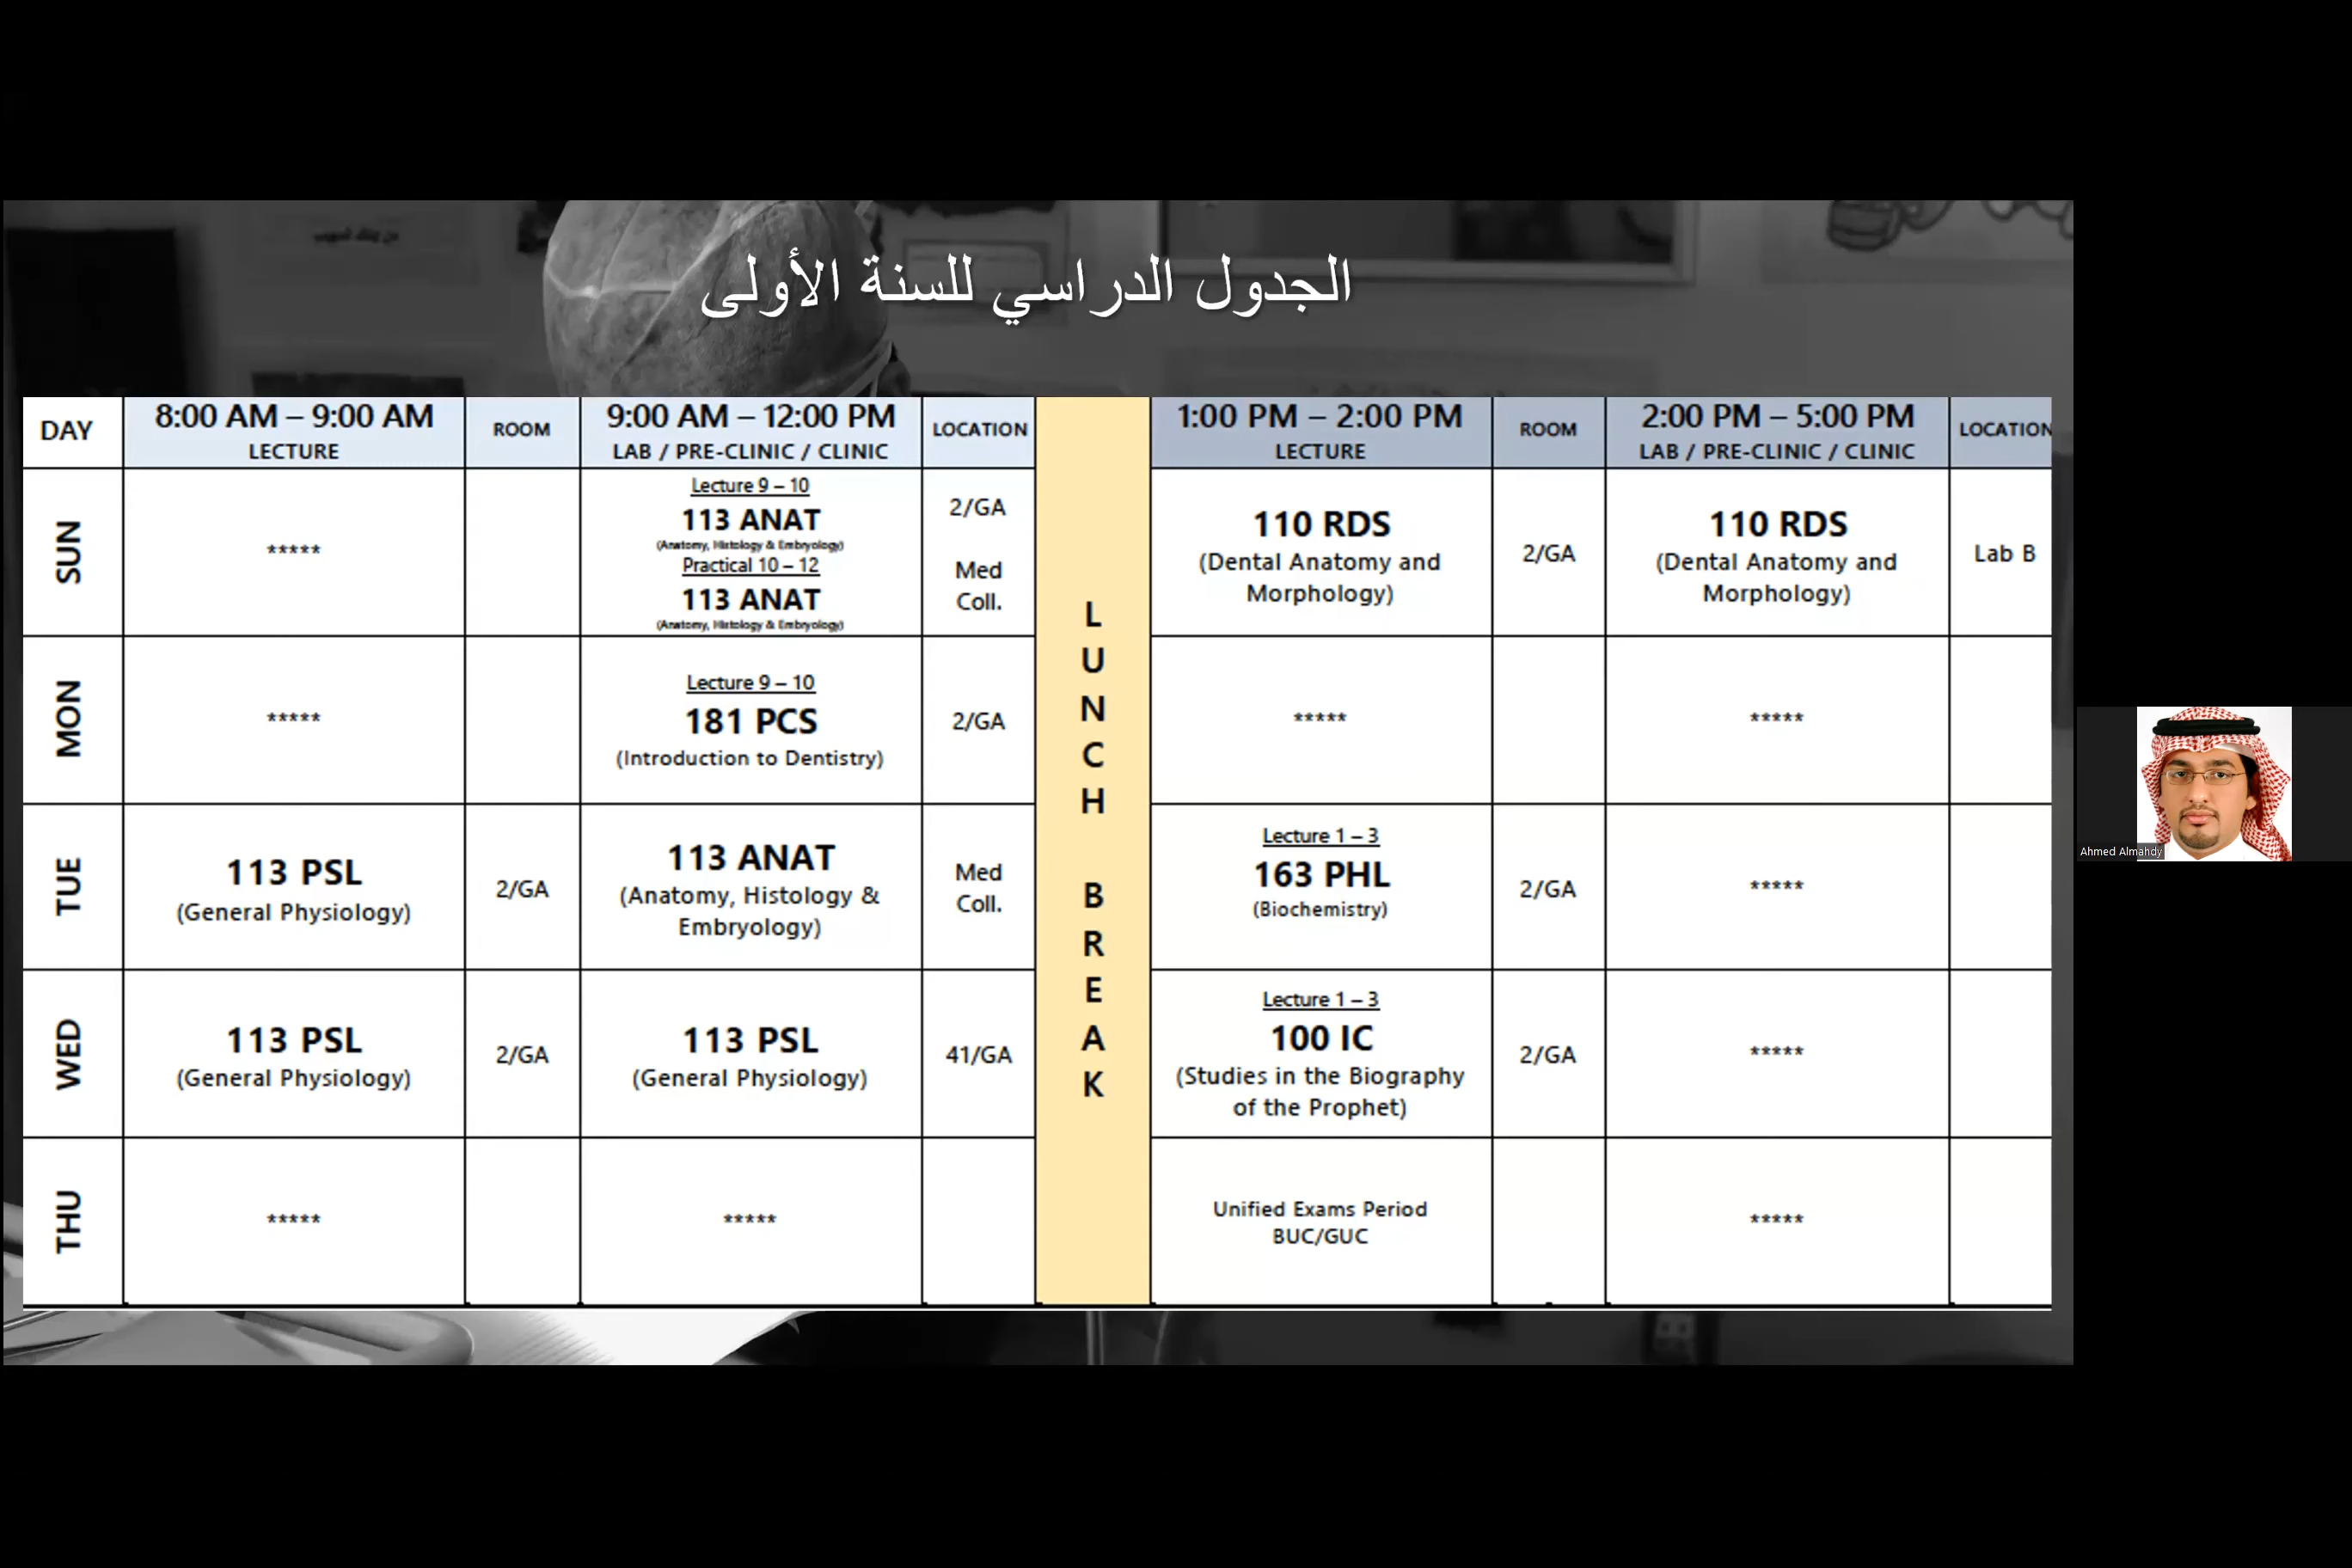 الجدول الدراسي للسنة الأولى
DAY
8:00 AM – 9:00 AM
LECTURE
ROOM
9:00 AM – 12:00 PM
LAB / PRE-CLINIC / CLINIC
LOCATION
1:00 PM – 2:00 PM
LECTURE
ROOM
2:00 PM – 5:00 PM
LAB / PRE-CLINIC / CLINIC
LOCATION
LUNCH BREAK
SUN
*****
Lecture 9 – 10
113 ANAT
(Anatomy, Histology & Embryology)
Practical 10 – 12
113 ANAT
(Anatomy, Histology & Embryology)
2/GA
Med
Coll.
110 RDS
(Dental Anatomy and
Morphology)
2/GA
110 RDS
(Dental Anatomy and
Morphology)
Lab B
MON
*****
Lecture 9 – 10
181 PCS
(Introduction to Dentistry)
2/GA
*****
*****
TUE
113 PSL
(General Physiology)
2/GA
113 ANAT
(Anatomy, Histology &
Embryology)
Med
Coll.
Lecture 1 – 3
163 PHL
(Biochemistry)
2/GA
*****
WED
113 PSL
(General Physiology)
2/GA
113 PSL
(General Physiology)
41/GA
Lecture 1 – 3
100 IC
(Studies in the Biography
of the Prophet)
2/GA
*****
THU
*****
*****
Unified Exams Period
BUC/GUC
*****
Ahmed Almahdy